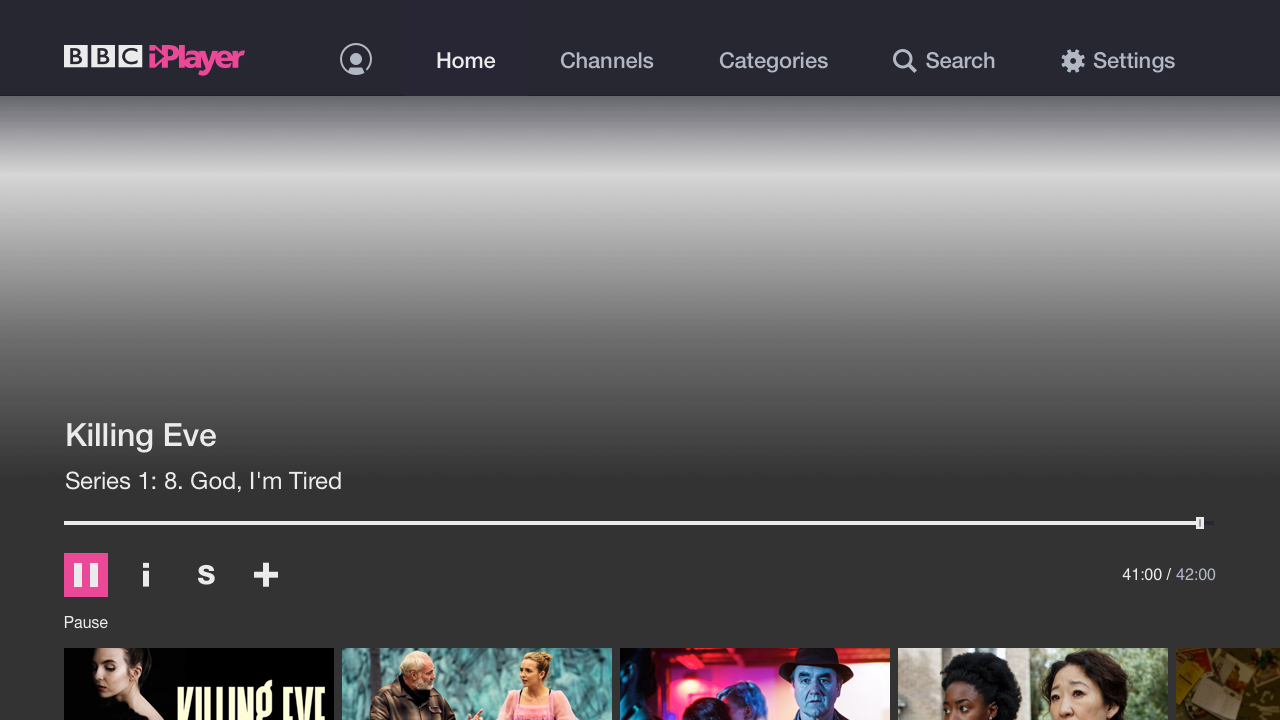 BBC iPlayer
Home
Channels
Categories
Search
Settings
Killing Eve
Series 1: 8. God, I'm Tired
i
S
+
41:00 / 42:00
Pause
KILLING EVE